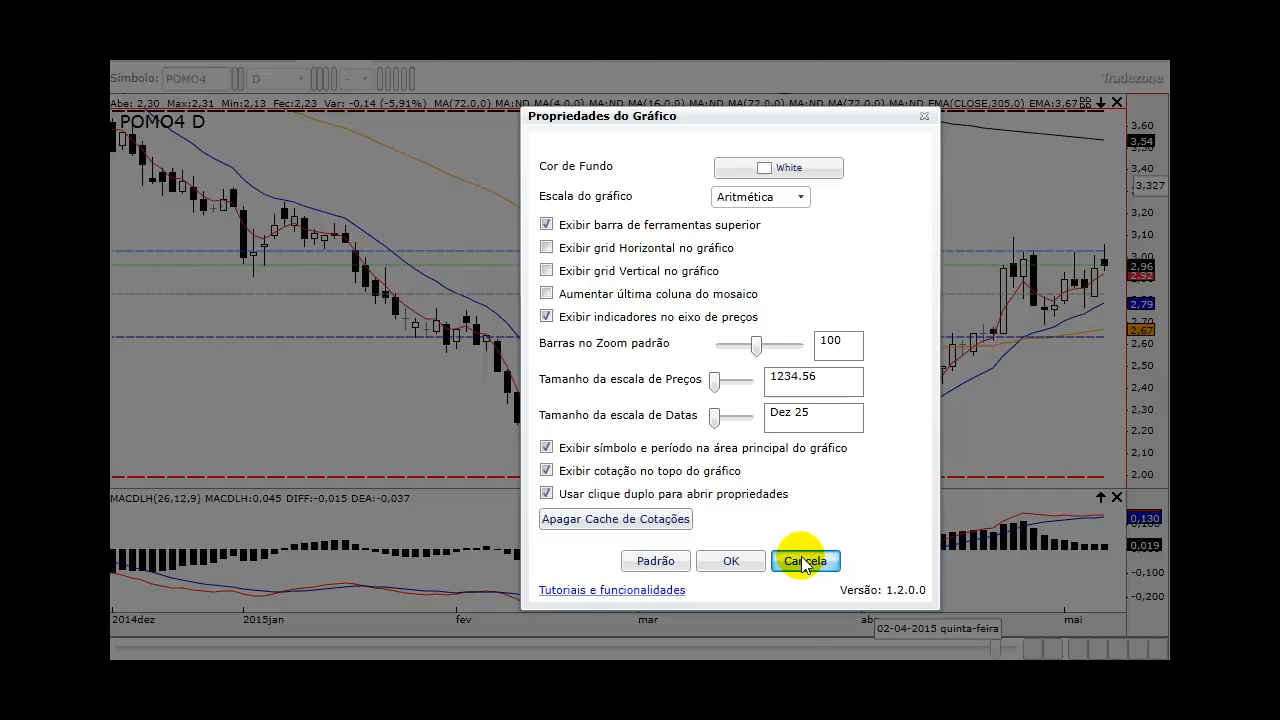 Símbolo: POMO4 D -
Tradezone
Abe: 2,30 Max:2,31 Min:2,13 Fec:2,23 Var: -0,14 (-5,91%) MA(72,0,0) MA:ND MA(4,0,0) MA:ND MA(16,0,0) MA:ND MA(72,0,0) MA:ND MA(72,0,0) MA:ND EMA(CLOSE,305,0) EMA:3,67
POMO4 D
Propriedades do Gráfico
Cor de Fundo White
Escala do gráfico Aritmética
Exibir barra de ferramentas superior
Exibir grid Horizontal no gráfico
Exibir grid Vertical no gráfico
Aumentar última coluna do mosaico
Exibir indicadores no eixo de preços
Barras no Zoom padrão 100
Tamanho da escala de Preços 1234.56
Tamanho da escala de Datas Dez 25
Exibir símbolo e período na área principal do gráfico
Exibir cotação no topo do gráfico
Usar clique duplo para abrir propriedades
Apagar Cache de Cotações
Padrão OK Cancela
Tutoriais e funcionalidades Versão: 1.2.0.0
3,60
3,54
3,40
3,327
3,20
3,10
3,00
2,96
2,92
2,79
2,70
2,67
2,60
2,50
2,40
2,30
2,20
2,10
2,00
MACDLH(26,12,9) MACDLH:0,045 DIFF:-0,015 DEA:-0,037
0,130
0,019
-0,100
-0,200
2014dez 2015jan fev mar abr mai
02-04-2015 quinta-feira